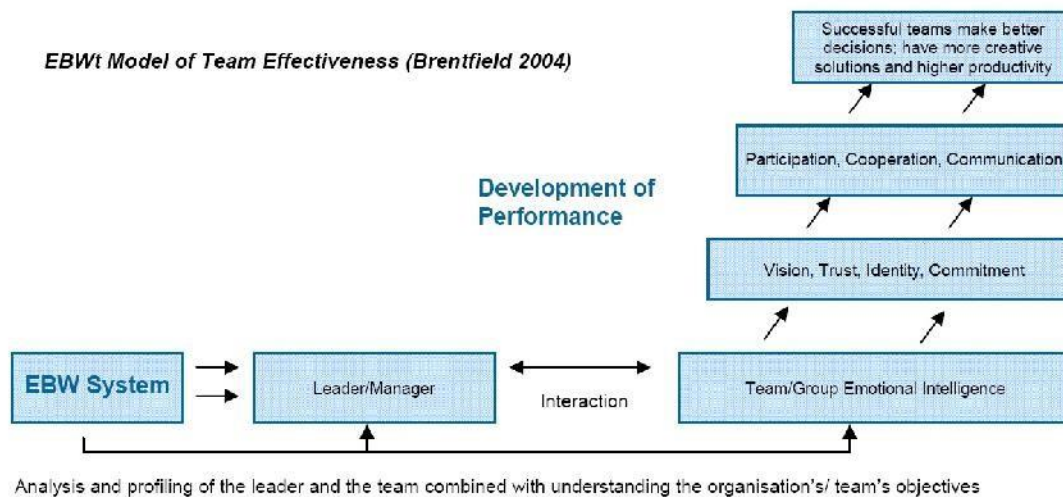 Successful teams make better
decisions; have more creative
solutions and higher productivity
EBWt Model of Team Effectiveness (Brentfield 2004)
Participation, Cooperation, Communication
Development of
Performance
Vision, Trust, Identity, Commitment
EBW System
Leader/Manager
Interaction
Team/Group Emotional Intelligence
Analysis and profiling of the leader and the team combined with understanding the organisation's/ team's objectives